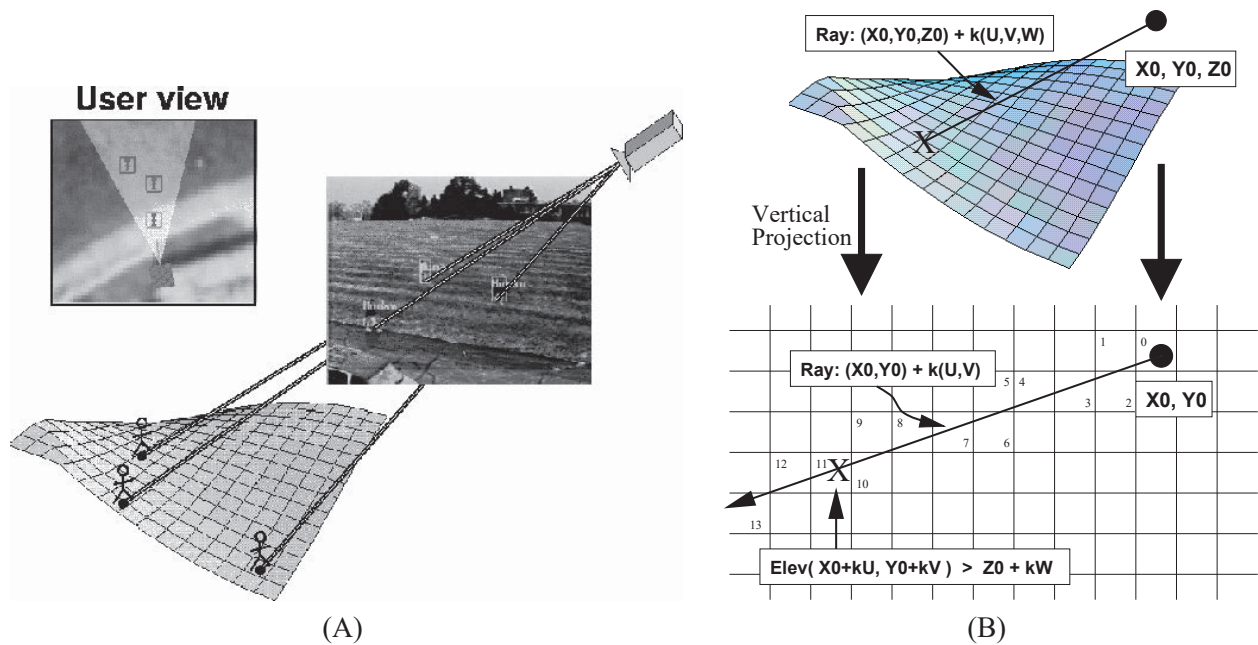 User view
Human
Ray: (X0,Y0,Z0) + k(U,V,W)
X0, Y0, Z0
Vertical
Projection
1
0
Ray: (X0,Y0) + k(U,V)
5
4
3
2
X0, Y0
9
8
7
6
12
11
X
10
13
X
Elev( X0+kU, Y0+kV ) > Z0 + kW
(A)
(B)